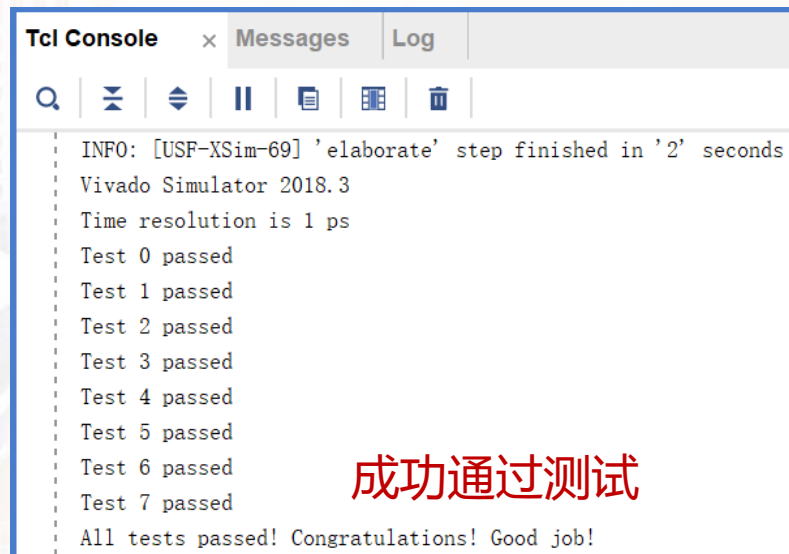 Tcl Console × Messages Log
INFO: [USF-XSim-69] 'elaborate' step finished in '2' seconds
Vivado Simulator 2018.3
Time resolution is 1 ps
Test 0 passed
Test 1 passed
Test 2 passed
Test 3 passed
Test 4 passed
Test 5 passed
Test 6 passed
成功通过测试
Test 7 passed
All tests passed! Congratulations! Good job!